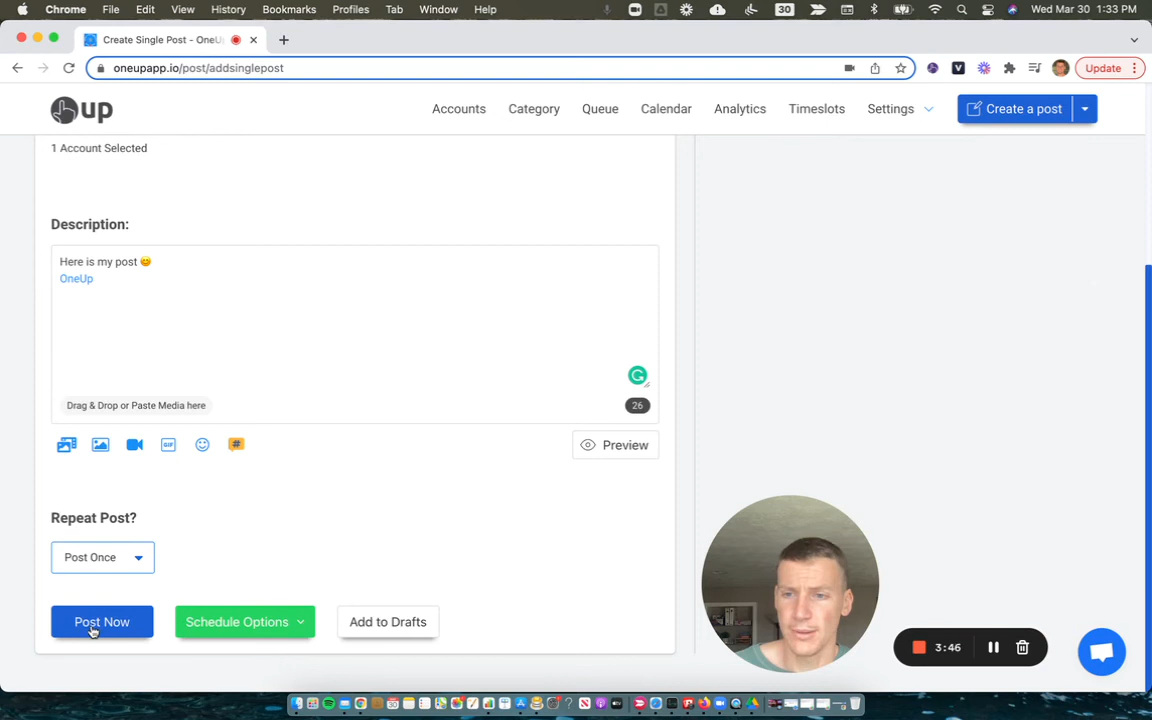 Chrome File Edit View History Bookmarks Profiles Tab Window Help 30 Wed Mar 30 1:33 PM
Create Single Post - OneU
oneupapp.io/post/addsinglepost Update
up Accounts Category Queue Calendar Analytics Timeslots Settings Create a post
1 Account Selected
Description:
Here is my post 😊
OneUp
Drag & Drop or Paste Media here 26
GIF # Preview
Repeat Post?
Post Once
Post Now Schedule Options Add to Drafts
3:46